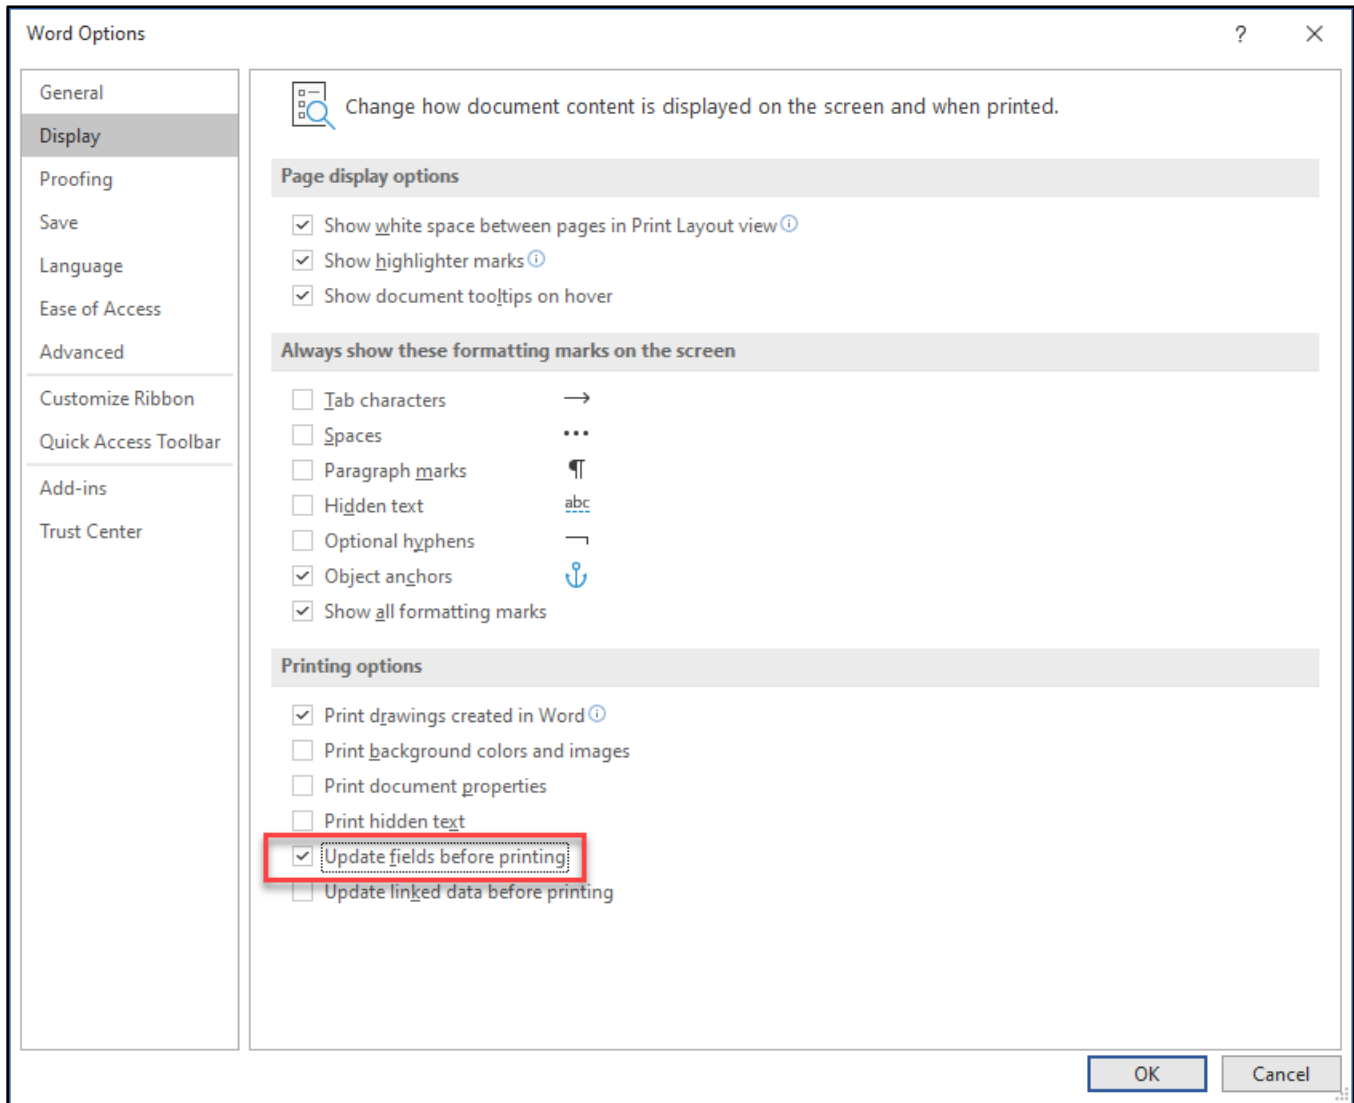 Word Options
?
General
Display
Proofing
Save
Language
Ease of Access
Advanced
Customize Ribbon
Quick Access Toolbar
Add-ins
Trust Center
Change how document content is displayed on the screen and when printed.
Page display options
Show white space between pages in Print Layout view
Show highlighter marks
Show document tooltips on hover
Always show these formatting marks on the screen
Tab characters
Spaces
Paragraph marks ¶
Hidden text abc
Optional hyphens
Object anchors
Show all formatting marks
Printing options
Print drawings created in Word
Print background colors and images
Print document properties
Print hidden text
Update fields before printing
Update linked data before printing
OK Cancel